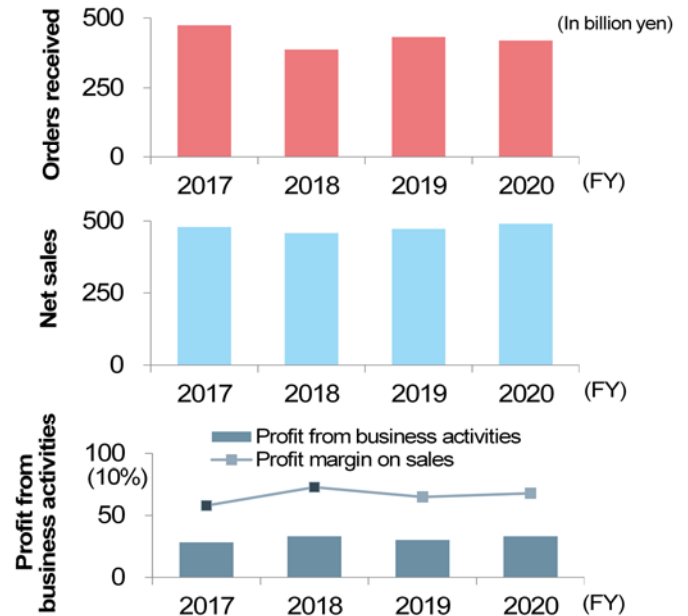 (In billion yen)
Orders received
500
250
0
2017 2018 2019 2020 (FY)
Net sales
500
250
0
2017 2018 2019 2020 (FY)
Profit from
business activities
Profit from business activities
Profit margin on sales
100
(10%)
50
0
2017 2018 2019 2020 (FY)